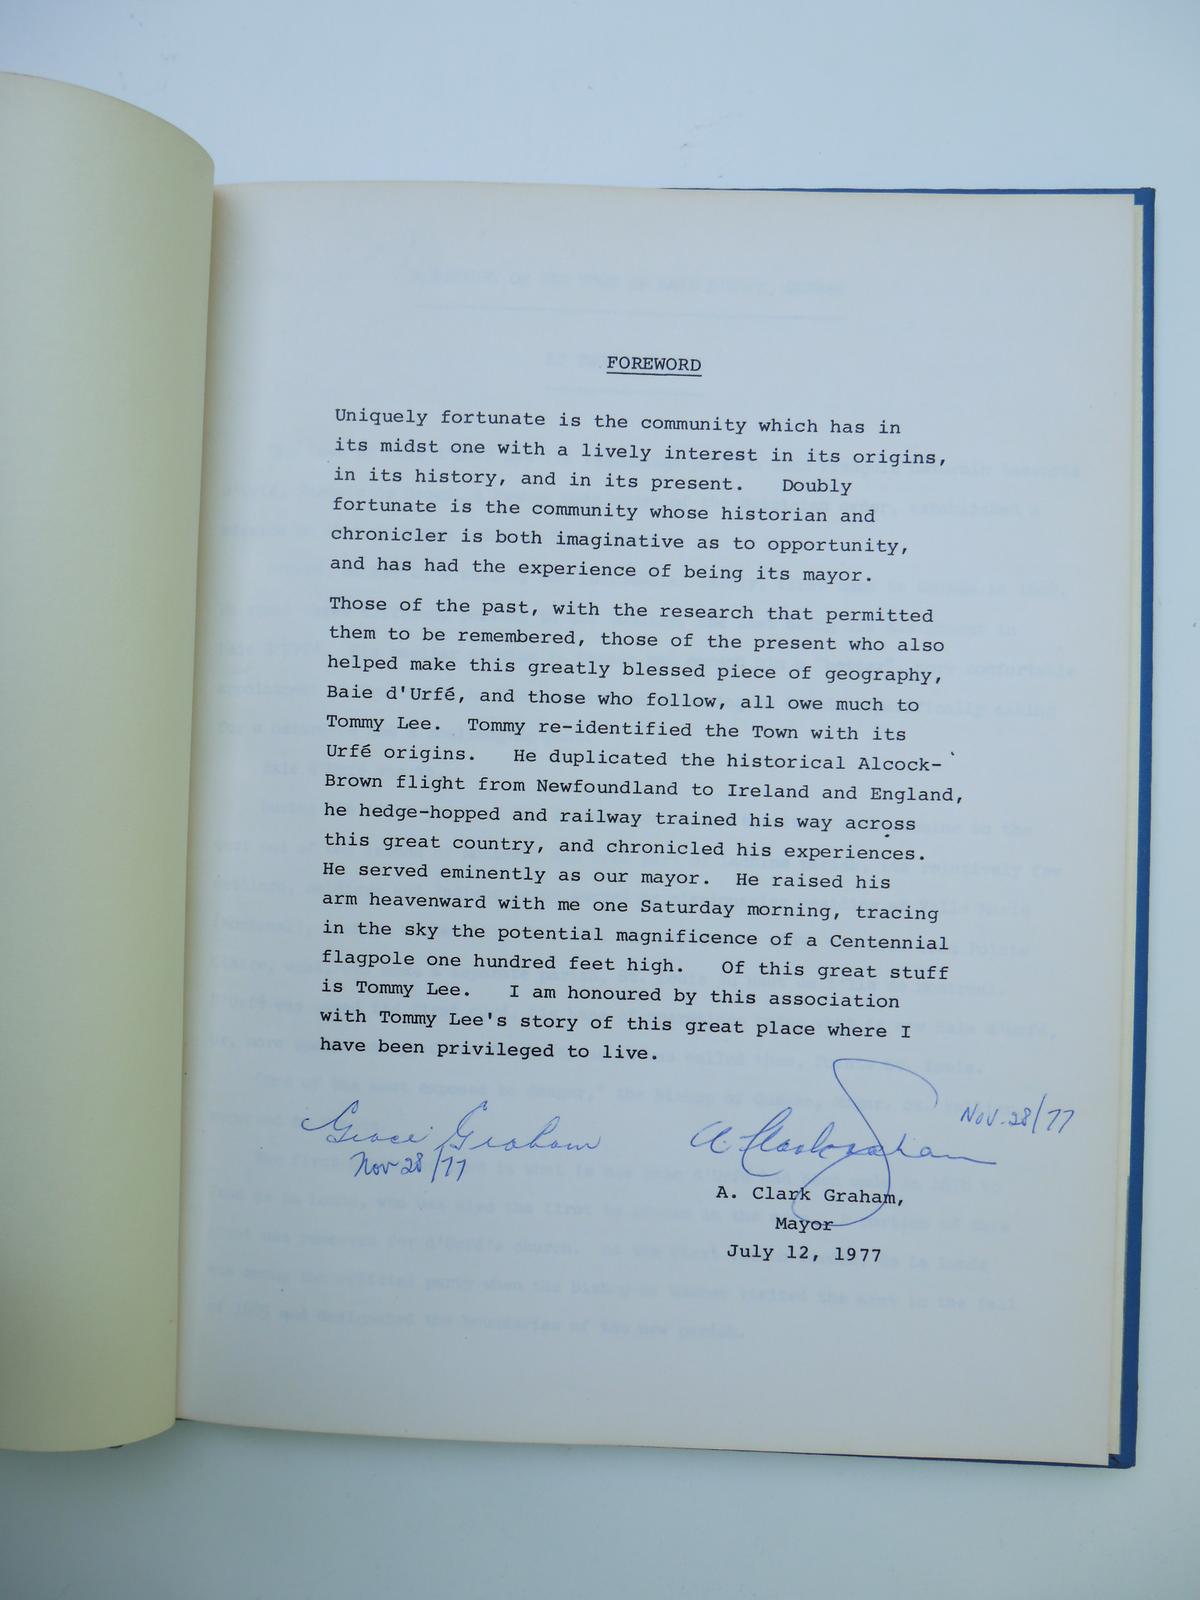 FOREWORD
Uniquely fortunate is the community which has in
its midst one with a lively interest in its origins,
in its history, and in its present. Doubly
fortunate is the community whose historian and
chronicler is both imaginative as to opportunity,
and has had the experience of being its mayor.
Those of the past, with the research that permitted
them to be remembered, those of the present who also
helped make this greatly blessed piece of geography,
Baie d'Urfé, and those who follow, all owe much to
Tommy Lee. Tommy re-identified the Town with its
Urfé origins. He duplicated the historical Alcock-
Brown flight from Newfoundland to Ireland and England,
he hedge-hopped and railway trained his way across
this great country, and chronicled his experiences.
He served eminently as our mayor. He raised his
arm heavenward with me one Saturday morning, tracing
in the sky the potential magnificence of a Centennial
flagpole one hundred feet high. Of this great stuff
is Tommy Lee. I am honoured by this association
with Tommy Lee's story of this great place where I
have been privileged to live.
Grace Graham
Nov 28/77
A. Clark Graham
Nov. 28/77
A. Clark Graham,
Mayor
July 12, 1977